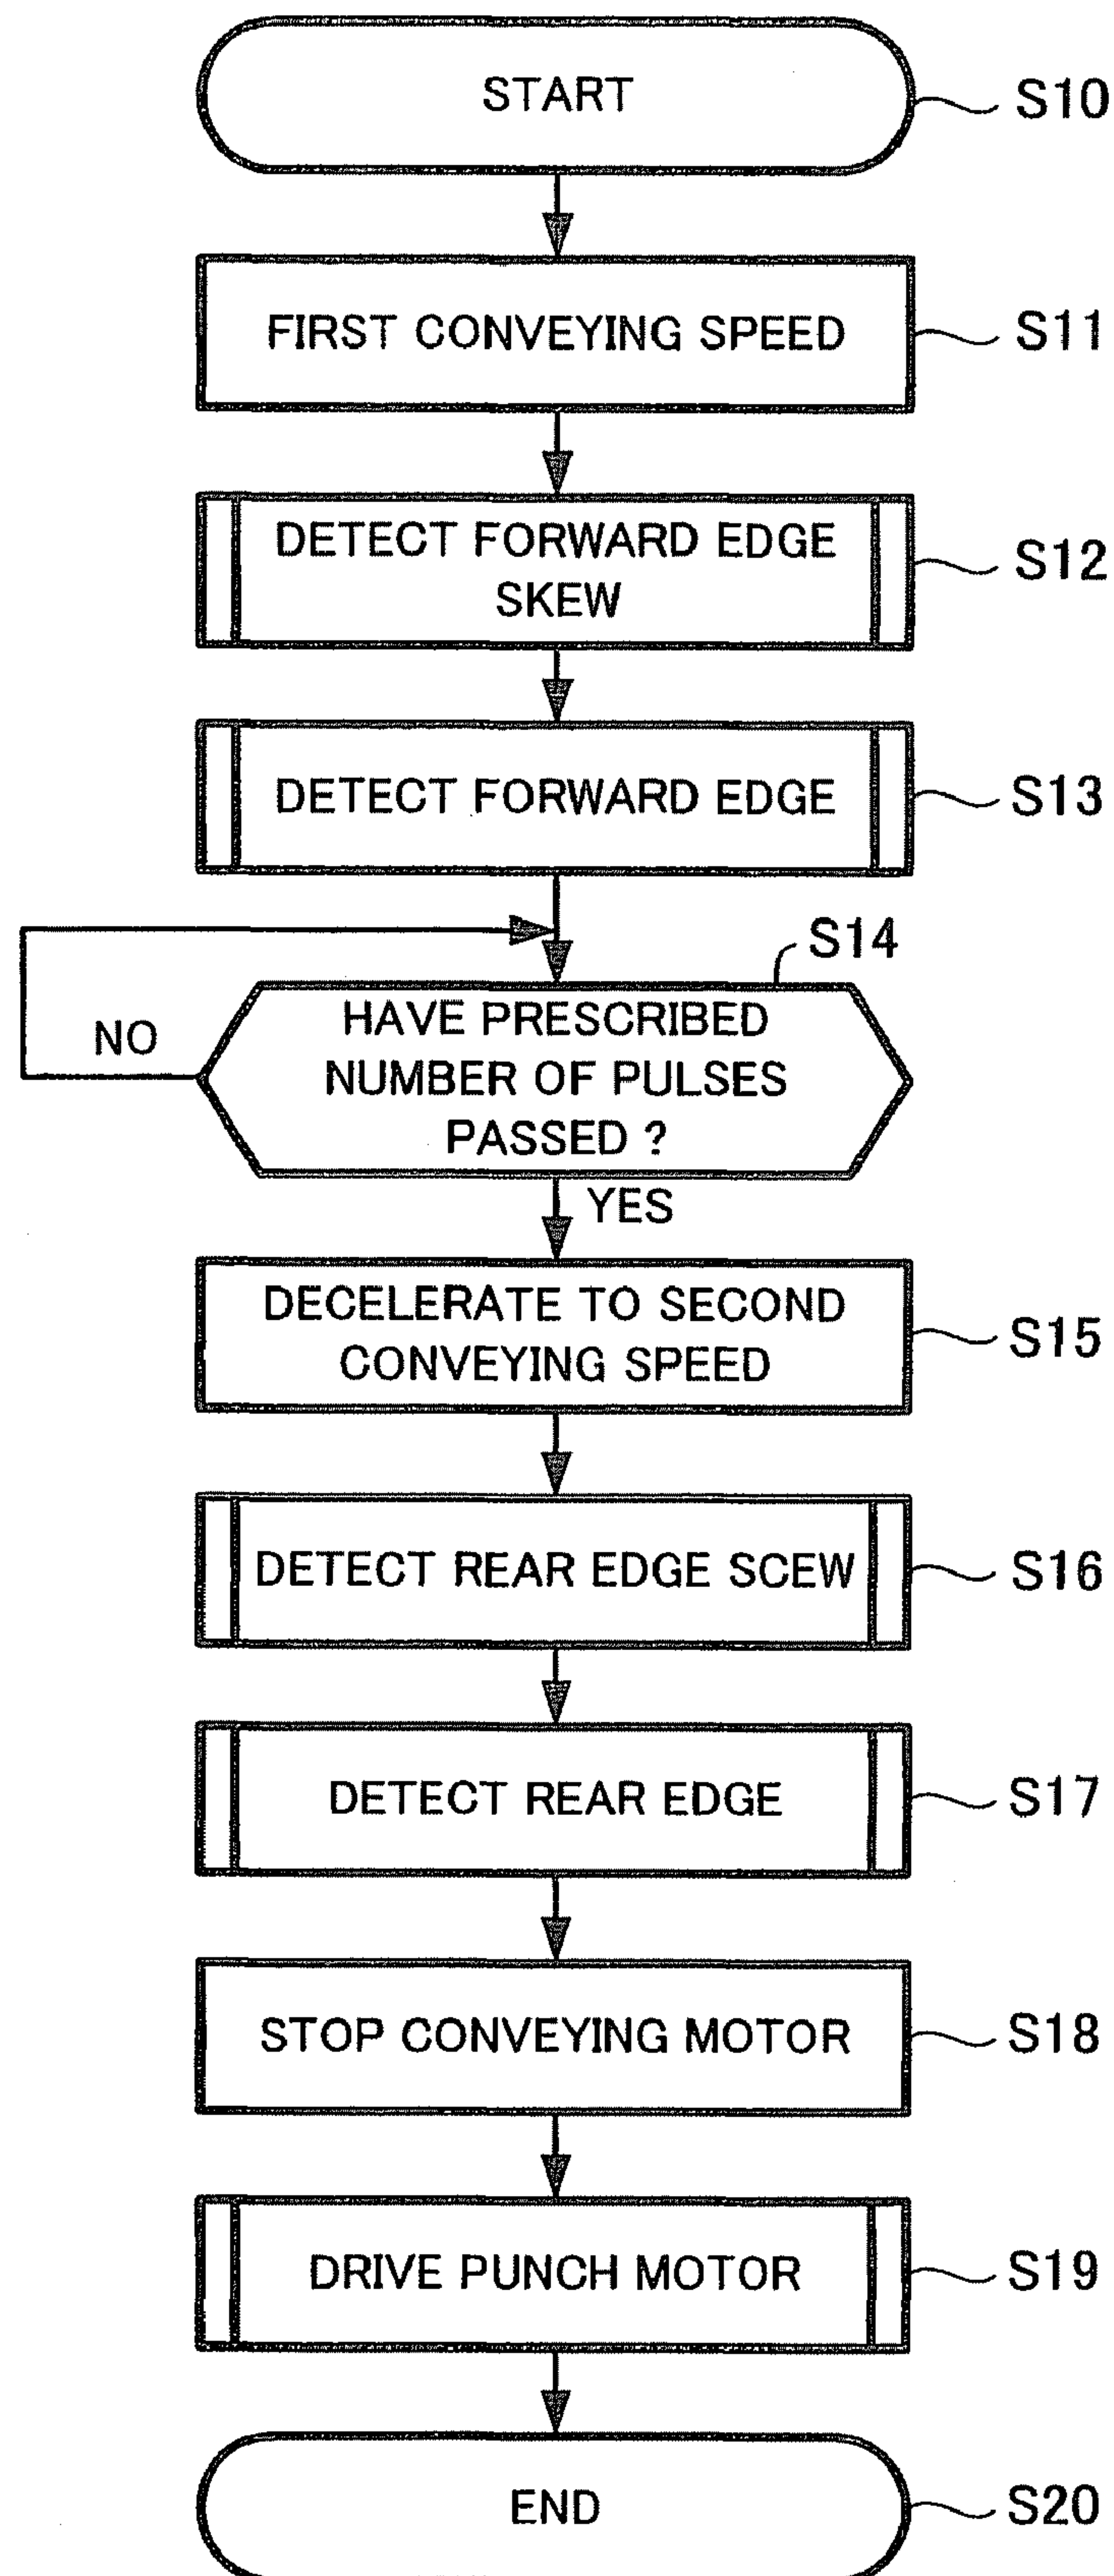 START
S10
FIRST CONVEYING SPEED
S11
DETECT FORWARD EDGE
SKEW
S12
DETECT FORWARD EDGE
S13
S14
HAVE PRESCRIBED
NUMBER OF PULSES
PASSED ?
NO
YES
DECELERATE TO SECOND
CONVEYING SPEED
S15
DETECT REAR EDGE SCEW
S16
DETECT REAR EDGE
S17
STOP CONVEYING MOTOR
S18
DRIVE PUNCH MOTOR
S19
END
S20